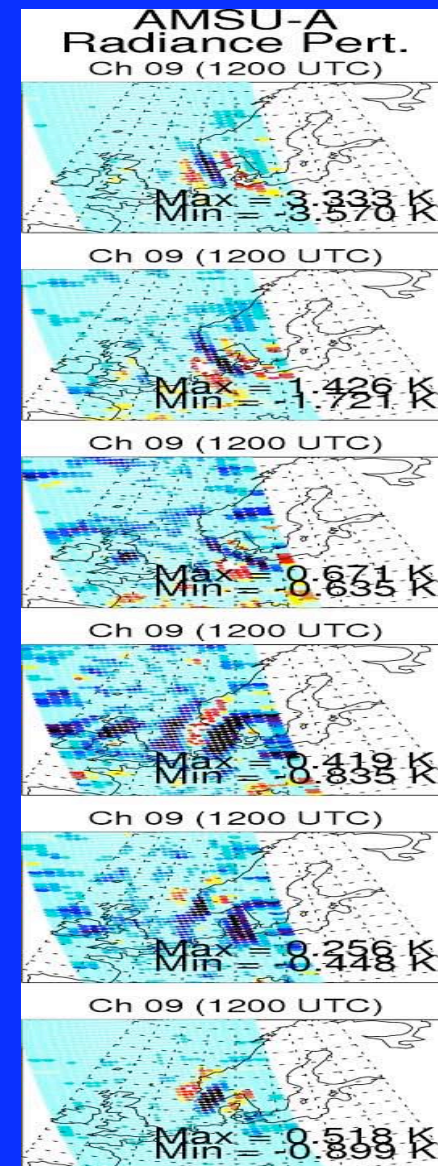 AMSU-A
Radiance Pert.
Ch 09 (1200 UTC)
Max = 3.333 K
Min = -3.570 K
Ch 09 (1200 UTC)
Max = 1.426 K
Min = -1.721 K
Ch 09 (1200 UTC)
Max = 0.671 K
Min = -0.635 K
Ch 09 (1200 UTC)
Max = 0.419 K
Min = -0.835 K
Ch 09 (1200 UTC)
Max = 0.256 K
Min = -0.448 K
Ch 09 (1200 UTC)
Max = 0.518 K
Min = -0.899 K